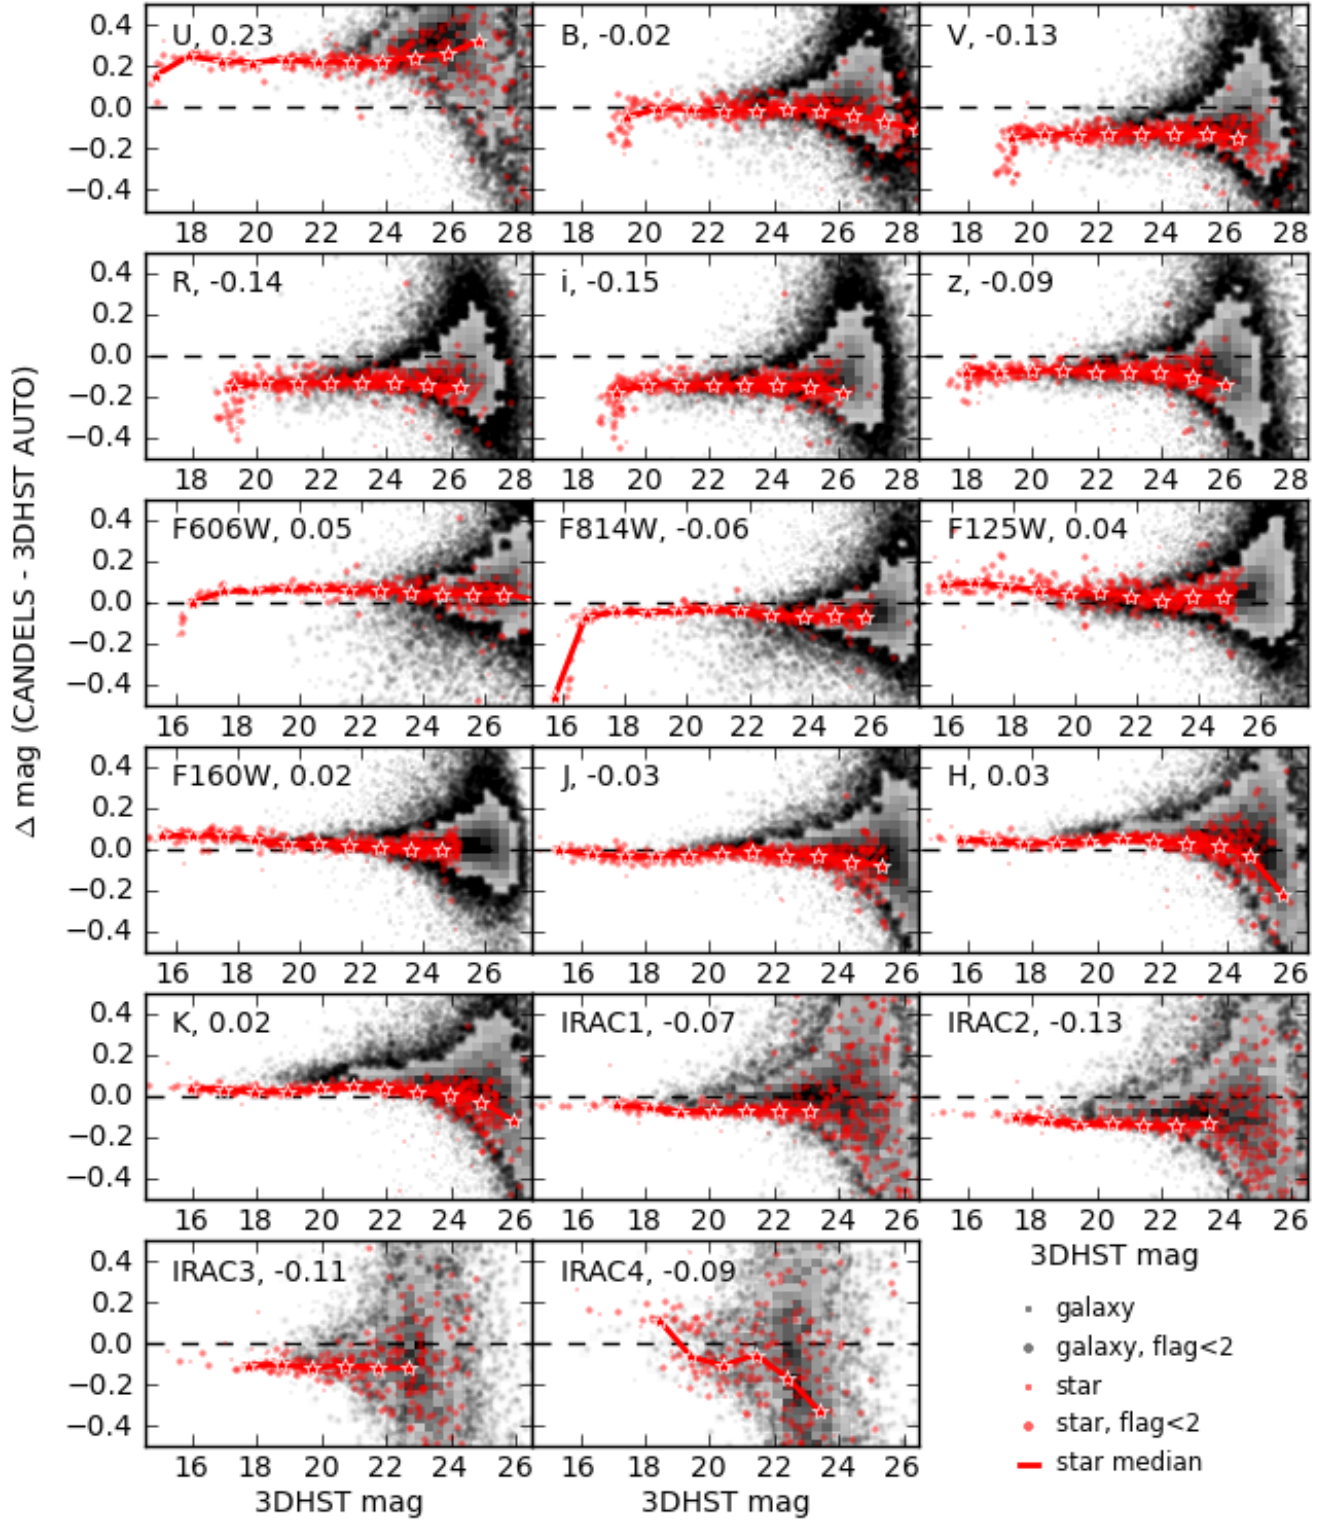 U, 0.23
B, -0.02
V, -0.13
0.4
0.2
0.0
−0.2
−0.4
18 20 22 24 26 28
18 20 22 24 26 28
18 20 22 24 26 28
R, -0.14
i, -0.15
z, -0.09
0.4
0.2
0.0
−0.2
−0.4
18 20 22 24 26 28
18 20 22 24 26 28
18 20 22 24 26 28
Δ mag (CANDELS - 3DHST AUTO)
F606W, 0.05
F814W, -0.06
F125W, 0.04
0.4
0.2
0.0
−0.2
−0.4
16 18 20 22 24 26
16 18 20 22 24 26
16 18 20 22 24 26
F160W, 0.02
J, -0.03
H, 0.03
0.4
0.2
0.0
−0.2
−0.4
16 18 20 22 24 26
16 18 20 22 24 26
16 18 20 22 24 26
K, 0.02
IRAC1, -0.07
IRAC2, -0.13
0.4
0.2
0.0
−0.2
−0.4
16 18 20 22 24 26
16 18 20 22 24 26
16 18 20 22 24 26
3DHST mag
IRAC3, -0.11
IRAC4, -0.09
0.4
0.2
0.0
−0.2
−0.4
16 18 20 22 24 26
16 18 20 22 24 26
3DHST mag
3DHST mag
galaxy
galaxy, flag<2
star
star, flag<2
star median